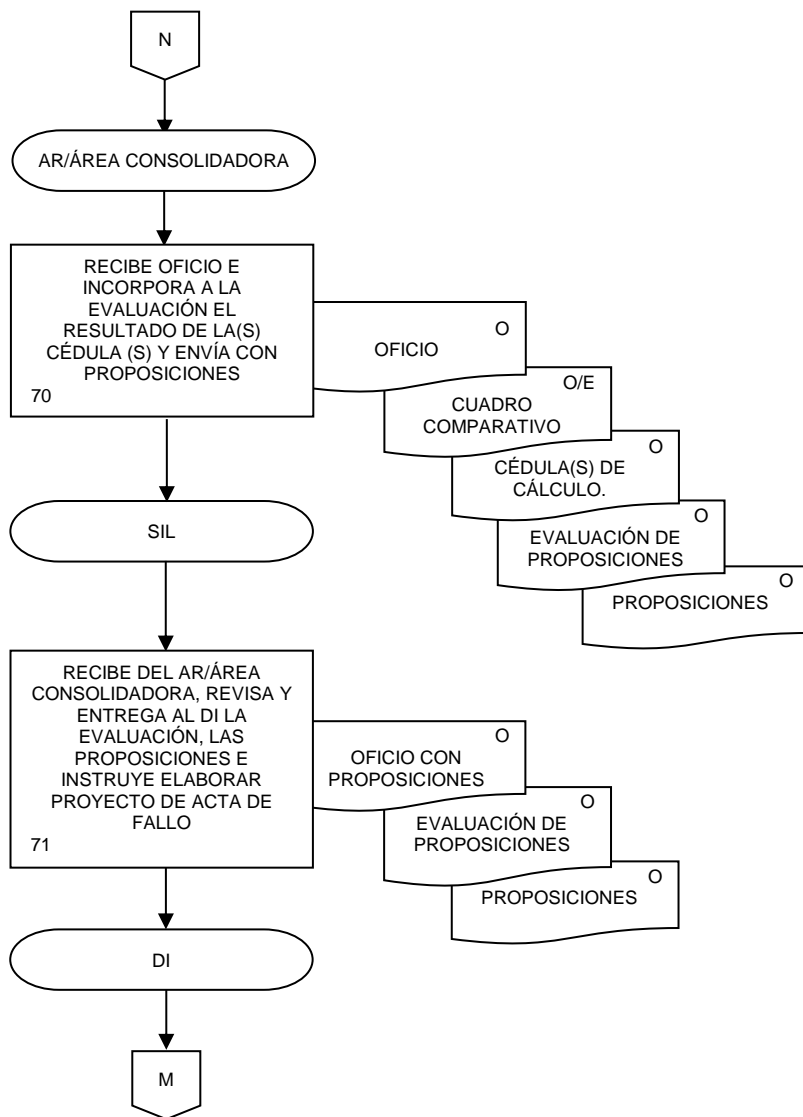 N
AR/ÁREA CONSOLIDADORA
RECIBE OFICIO E
INCORPORA A LA
EVALUACIÓN EL
RESULTADO DE LA(S)
CÉDULA (S) Y ENVÍA CON
PROPOSICIONES
70
O
OFICIO
O/E
CUADRO
COMPARATIVO
O
CÉDULA(S) DE
CÁLCULO.
O
EVALUACIÓN DE
PROPOSICIONES
O
PROPOSICIONES
SIL
RECIBE DEL AR/ÁREA
CONSOLIDADORA, REVISA Y
ENTREGA AL DI LA
EVALUACIÓN, LAS
PROPOSICIONES E
INSTRUYE ELABORAR
PROYECTO DE ACTA DE
FALLO
71
O
OFICIO CON
PROPOSICIONES
O
EVALUACIÓN DE
PROPOSICIONES
O
PROPOSICIONES
DI
M